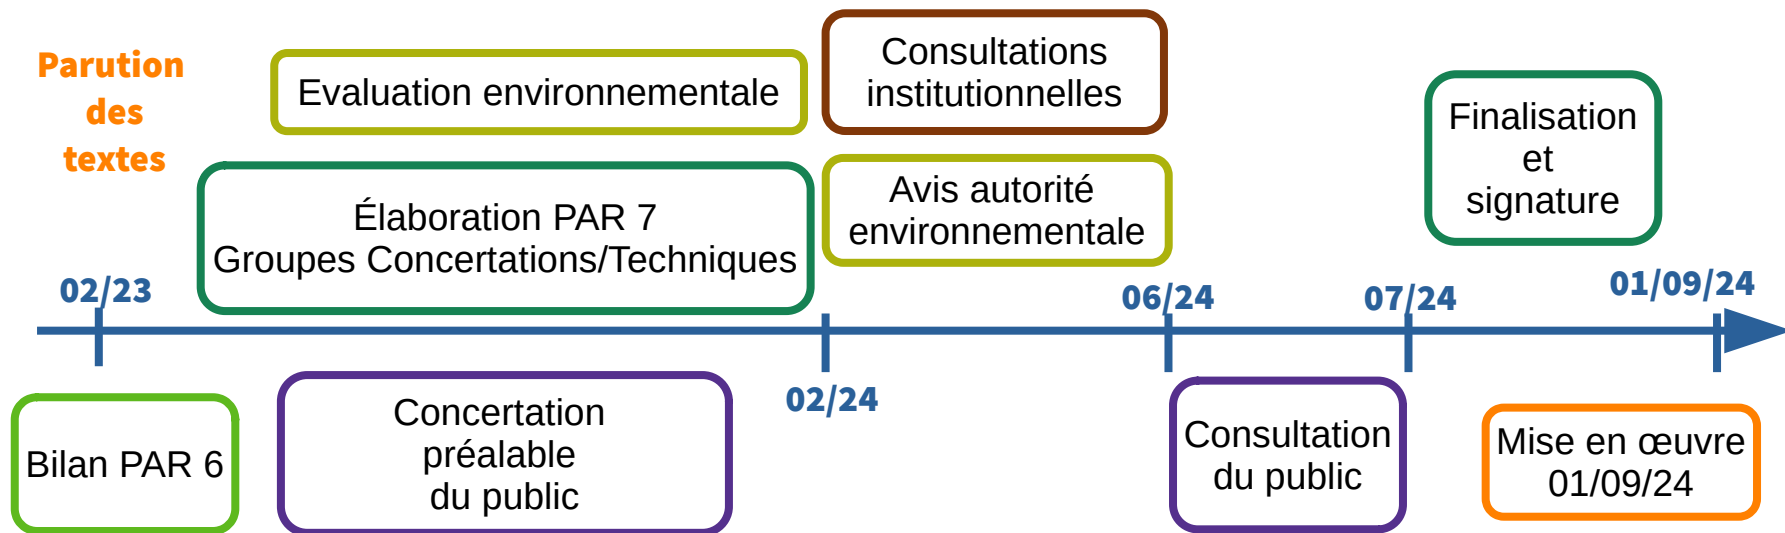 Parution
des
textes
Evaluation environnementale
Consultations
institutionnelles
Élaboration PAR 7
Groupes Concertations/Techniques
Avis autorité
environnementale
Finalisation
et
signature
02/23
02/24
06/24
07/24
01/09/24
Bilan PAR 6
Concertation
préalable
du public
Consultation
du public
Mise en œuvre
01/09/24